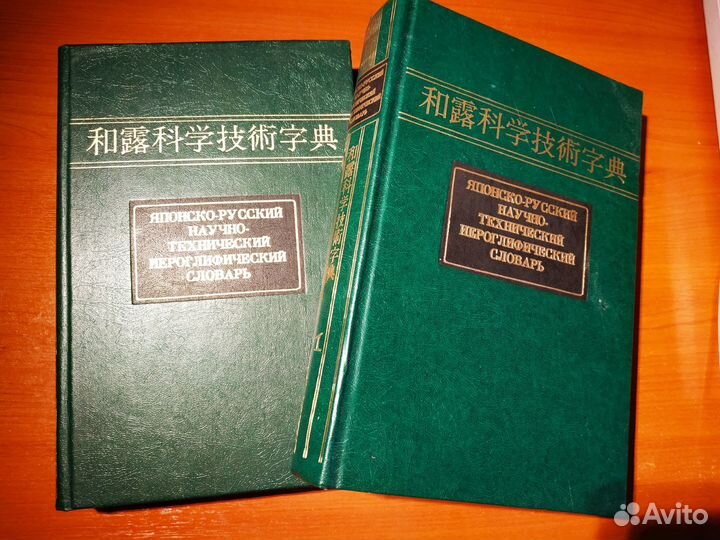 和露科学技術字典
ЯПОНСКО-РУССКИЙ
НАУЧНО-
ТЕХНИЧЕСКИЙ
ИЕРОГЛИФИЧЕСКИЙ
СЛОВАРЬ
和露科学技術字典
1
和露科学技術字典
ЯПОНСКО-РУССКИЙ
НАУЧНО-
ТЕХНИЧЕСКИЙ
ИЕРОГЛИФИЧЕСКИЙ
СЛОВАРЬ
Avito